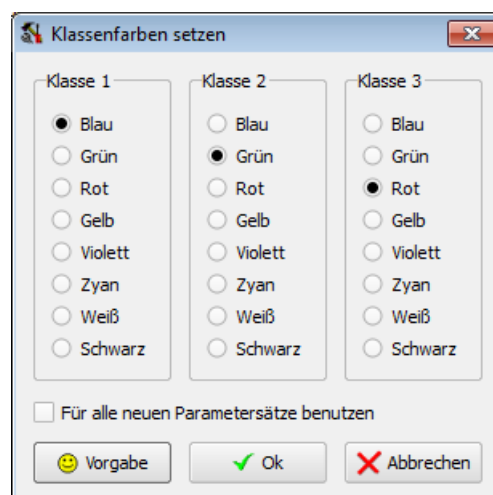 Klassenfarben setzen
Klasse 1 Klasse 2 Klasse 3
Blau Blau Blau
Grün Grün Grün
Rot Rot Rot
Gelb Gelb Gelb
Violett Violett Violett
Zyan Zyan Zyan
Weiß Weiß Weiß
Schwarz Schwarz Schwarz
Für alle neuen Parametersätze benutzen
Vorgabe Ok Abbrechen